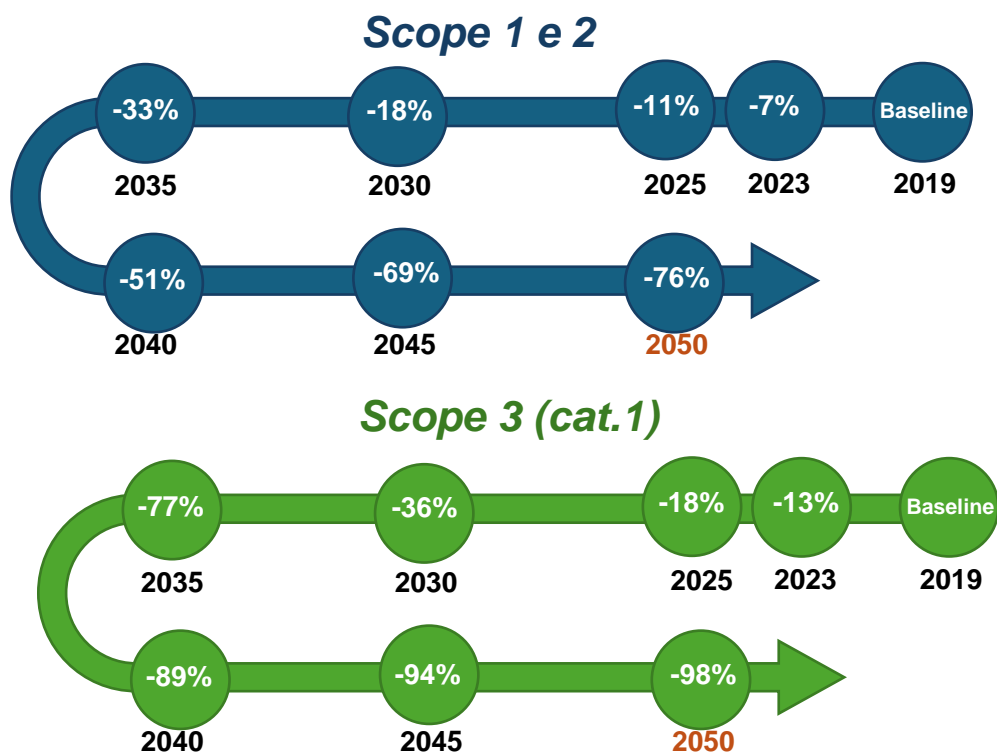 Scope 1 e 2
-33% -18% -11% -7% Baseline
2035 2030 2025 2023 2019
-51% -69% -76%
2040 2045 2050
Scope 3 (cat.1)
-77% -36% -18% -13% Baseline
2035 2030 2025 2023 2019
-89% -94% -98%
2040 2045 2050